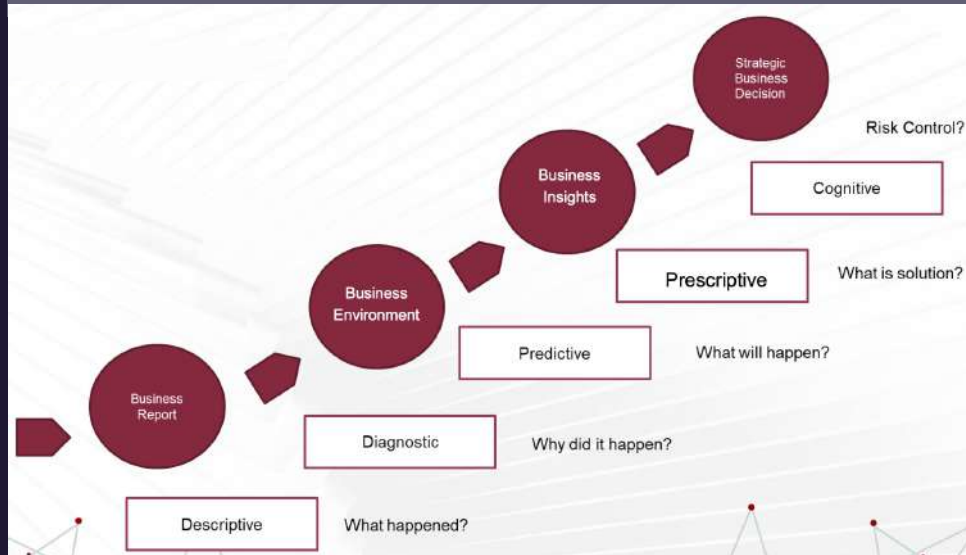 Strategic
Business
Decision
Risk Control?
Business
Insights
Cognitive
Prescriptive
What is solution?
Business
Environment
Predictive
What will happen?
Business
Report
Diagnostic
Why did it happen?
Descriptive
What happened?